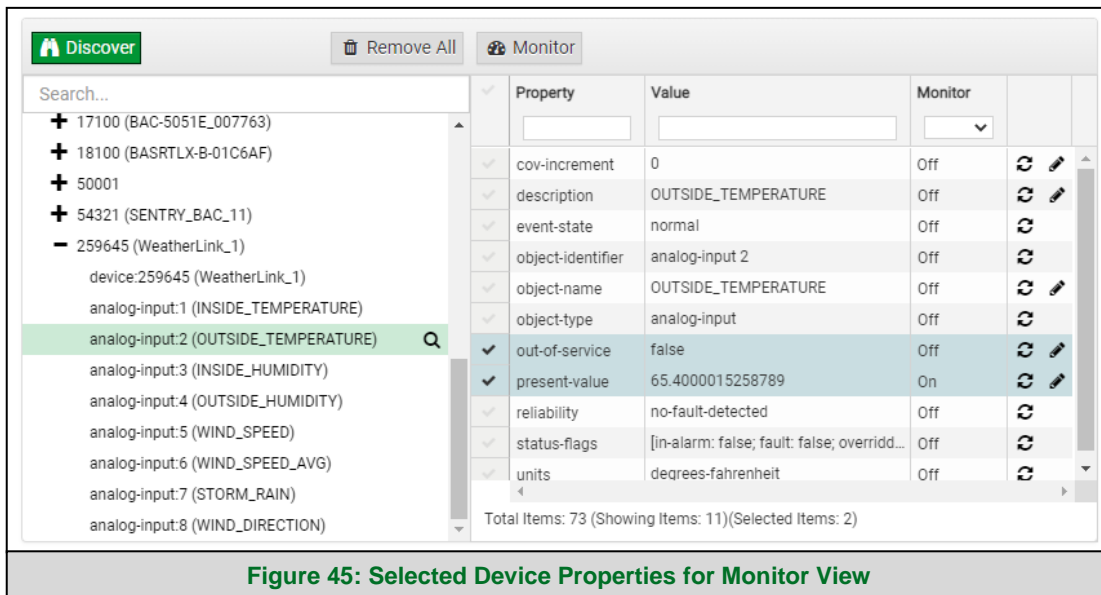 Discover
Remove All
Monitor
Search...
17100 (BAC-5051E_007763)
18100 (BASRTLX-B-01C6AF)
50001
54321 (SENTRY_BAC_11)
259645 (WeatherLink_1)
device:259645 (WeatherLink_1)
analog-input:1 (INSIDE_TEMPERATURE)
analog-input:2 (OUTSIDE_TEMPERATURE)
analog-input:3 (INSIDE_HUMIDITY)
analog-input:4 (OUTSIDE_HUMIDITY)
analog-input:5 (WIND_SPEED)
analog-input:6 (WIND_SPEED_AVG)
analog-input:7 (STORM_RAIN)
analog-input:8 (WIND_DIRECTION)
Property Value Monitor
cov-increment 0 Off
description OUTSIDE_TEMPERATURE Off
event-state normal Off
object-identifier analog-input 2 Off
object-name OUTSIDE_TEMPERATURE Off
object-type analog-input Off
out-of-service false Off
present-value 65.4000015258789 On
reliability no-fault-detected Off
status-flags [in-alarm: false; fault: false; overridd... Off
units degrees-fahrenheit Off
Total Items: 73 (Showing Items: 11)(Selected Items: 2)
Figure 45: Selected Device Properties for Monitor View